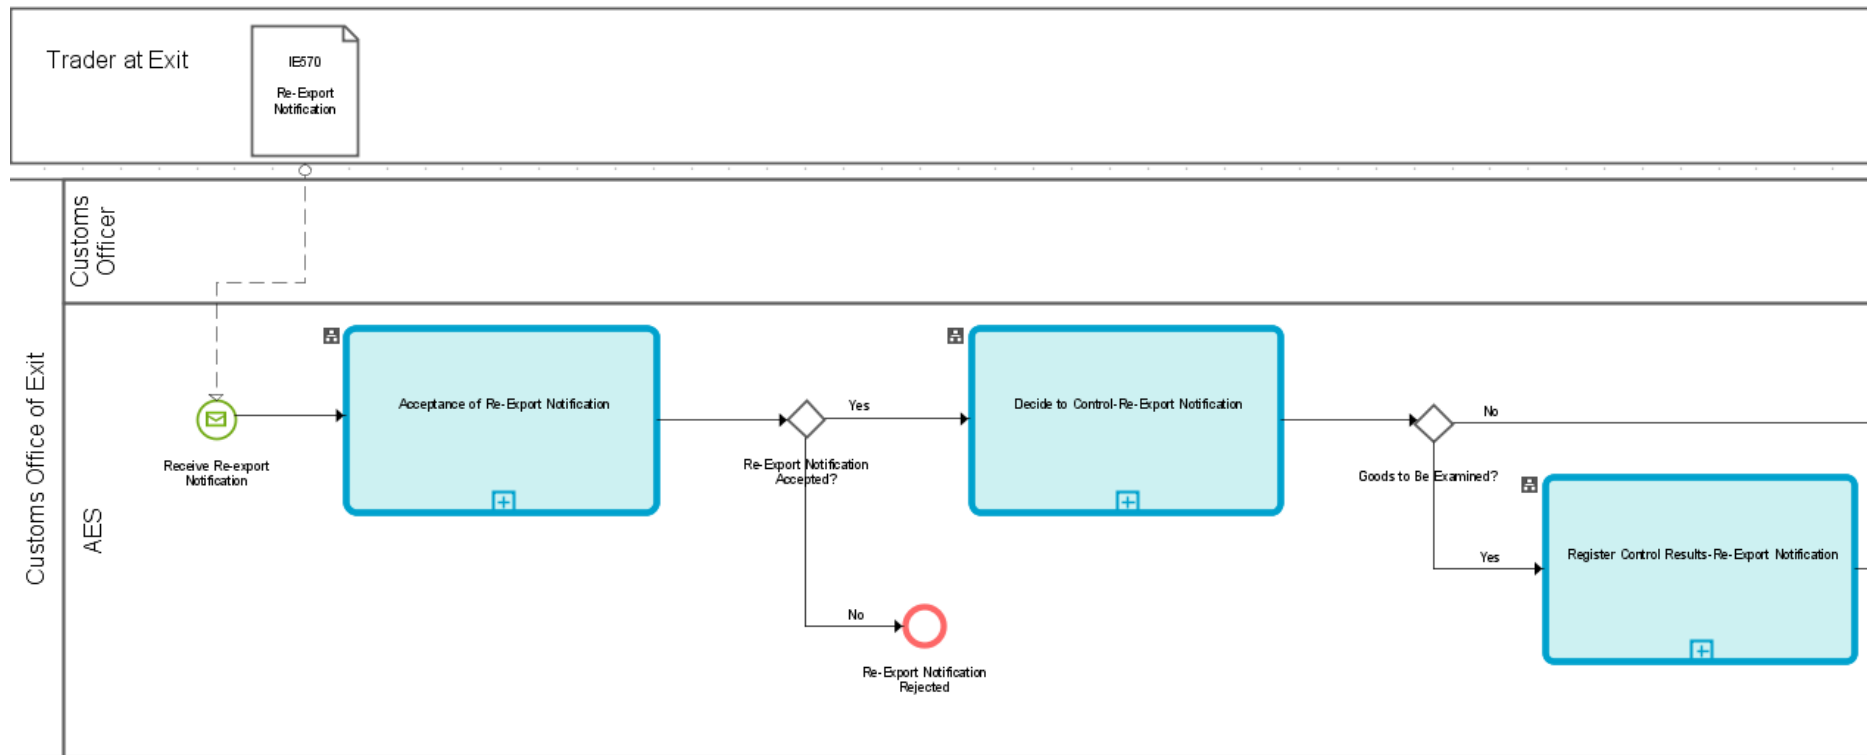 Trader at Exit
IE570
Re-Export
Notification
Customs
Officer
Customs Office of Exit
AES
Receive Re-export
Notification
Acceptance of Re-Export Notification
Re-Export Notification
Accepted?
Yes
No
Re-Export Notification
Rejected
Decide to Control-Re-Export Notification
Goods to Be Examined?
No
Yes
Register Control Results-Re-Export Notification